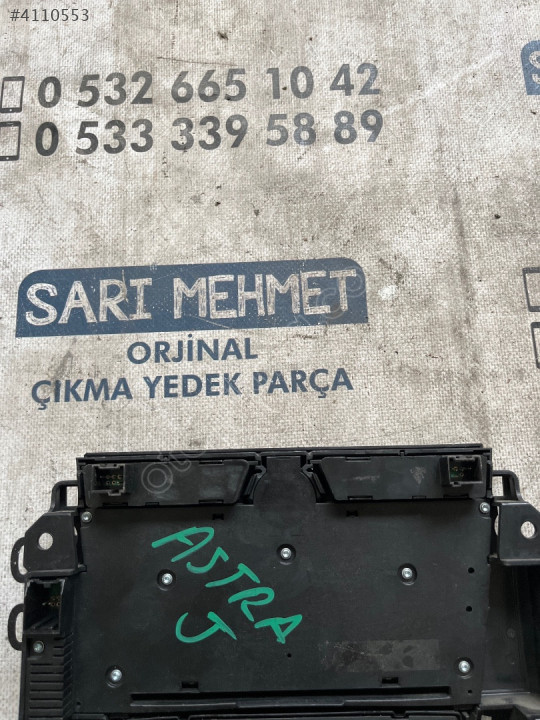 #4110553
0 532 665 10 42
0 533 339 58 89
SARI MEHMET
ORJİNAL
ÇIKMA YEDEK PARÇA
ASTRA
J